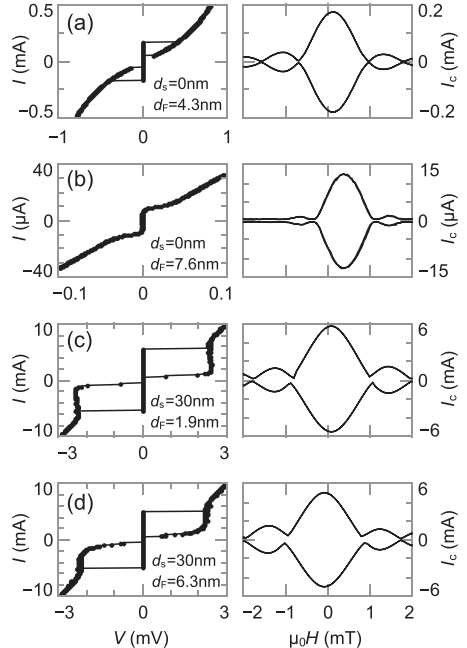 (a)
0.5
0
−0.5
I (mA)
ds=0nm
dF=4.3nm
−1 0 1
0.2
0
−0.2
Ic (mA)
(b)
40
0
−40
I (µA)
ds=0nm
dF=7.6nm
−0.1 0 0.1
15
0
−15
Ic (µA)
(c)
10
0
−10
I (mA)
ds=30nm
dF=1.9nm
−3 0 3
6
0
−6
Ic (mA)
(d)
10
0
−10
I (mA)
ds=30nm
dF=6.3nm
−3 0 3
V (mV)
6
0
−6
Ic (mA)
−2 −1 0 1 2
µ0H (mT)